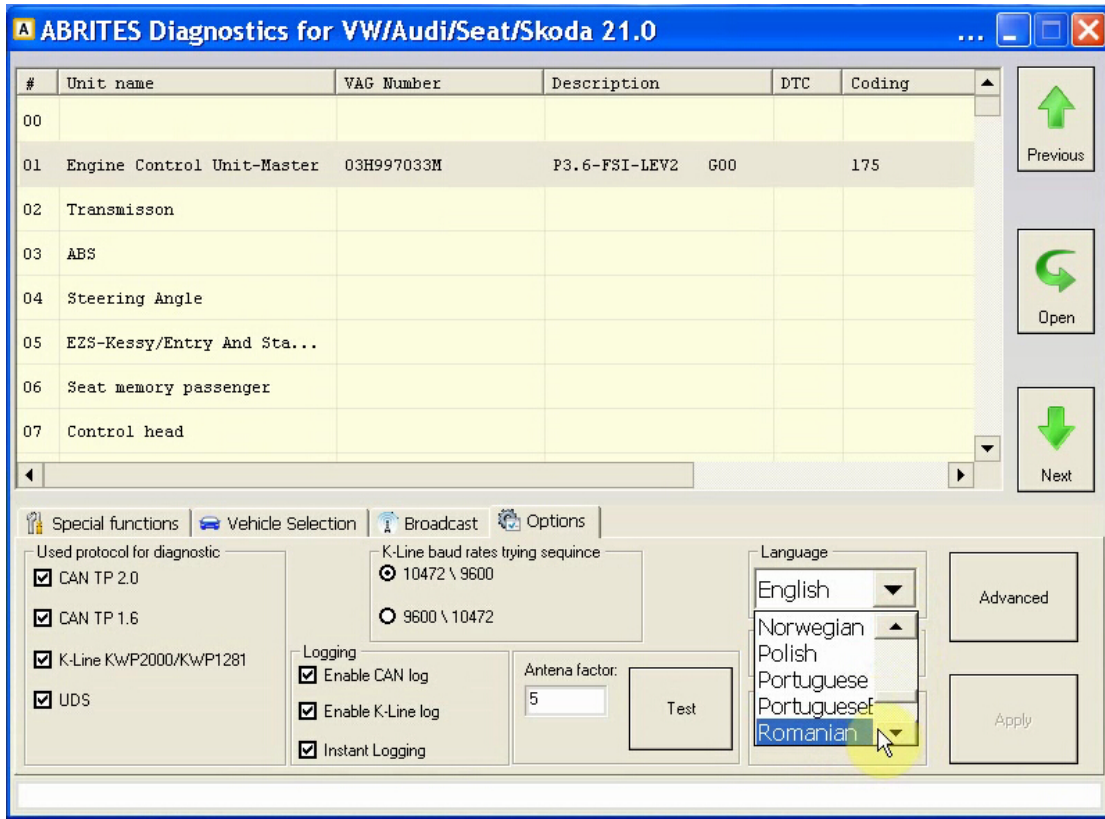 ABRITES Diagnostics for VW/Audi/Seat/Skoda 21.0 ...
# Unit name VAG Number Description DTC Coding
00
01 Engine Control Unit-Master 03H997033M P3.6-FSI-LEV2 G00 175
02 Transmisson
03 ABS
04 Steering Angle
05 EZS-Kessy/Entry And Sta...
06 Seat memory passenger
07 Control head
Previous
Open
Next
Special functions Vehicle Selection Broadcast Options
Used protocol for diagnostic
CAN TP 2.0
CAN TP 1.6
K-Line KWP2000/KWP1281
UDS
K-Line baud rates trying sequince
10472 \ 9600
9600 \ 10472
Logging
Enable CAN log
Enable K-Line log
Instant Logging
Antena factor:
5
Test
Language
English
Norwegian
Polish
Portuguese
Romanian
Advanced
Apply